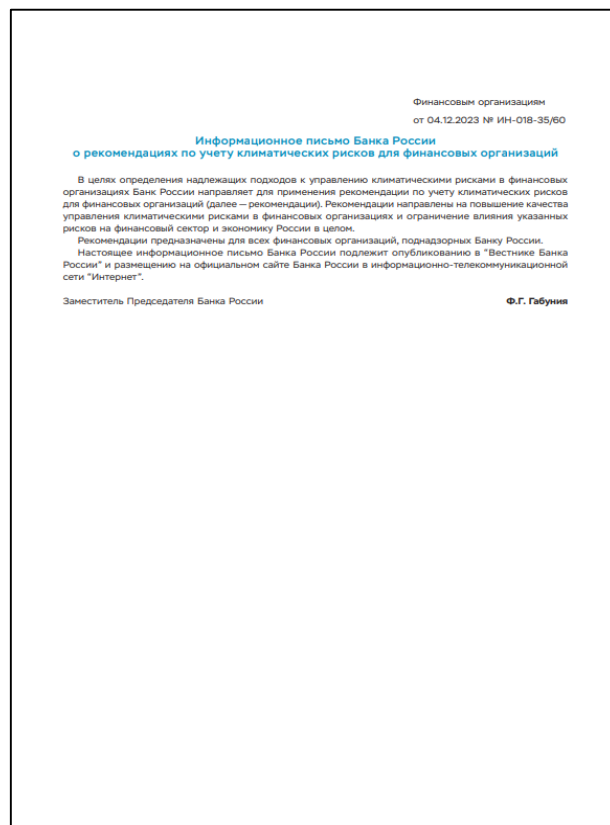 Финансовым организациям
от 04.12.2023 № ИН-018-35/60
Информационное письмо Банка России
о рекомендациях по учету климатических рисков для финансовых организаций
В целях определения надлежащих подходов к управлению климатическими рисками в финансовых
организациях Банк России направляет для применения рекомендации по учету климатических рисков
для финансовых организаций (далее — рекомендации). Рекомендации направлены на повышение качества
управления климатическими рисками в финансовых организациях и ограничение влияния указанных
рисков на финансовый сектор и экономику России в целом.
Рекомендации предназначены для всех финансовых организаций, поднадзорных Банку России.
Настоящее информационное письмо Банка России подлежит опубликованию в "Вестнике Банка
России" и размещению на официальном сайте Банка России в информационно-телекоммуникационной
сети "Интернет".
Заместитель Председателя Банка России Ф.Г. Габуния